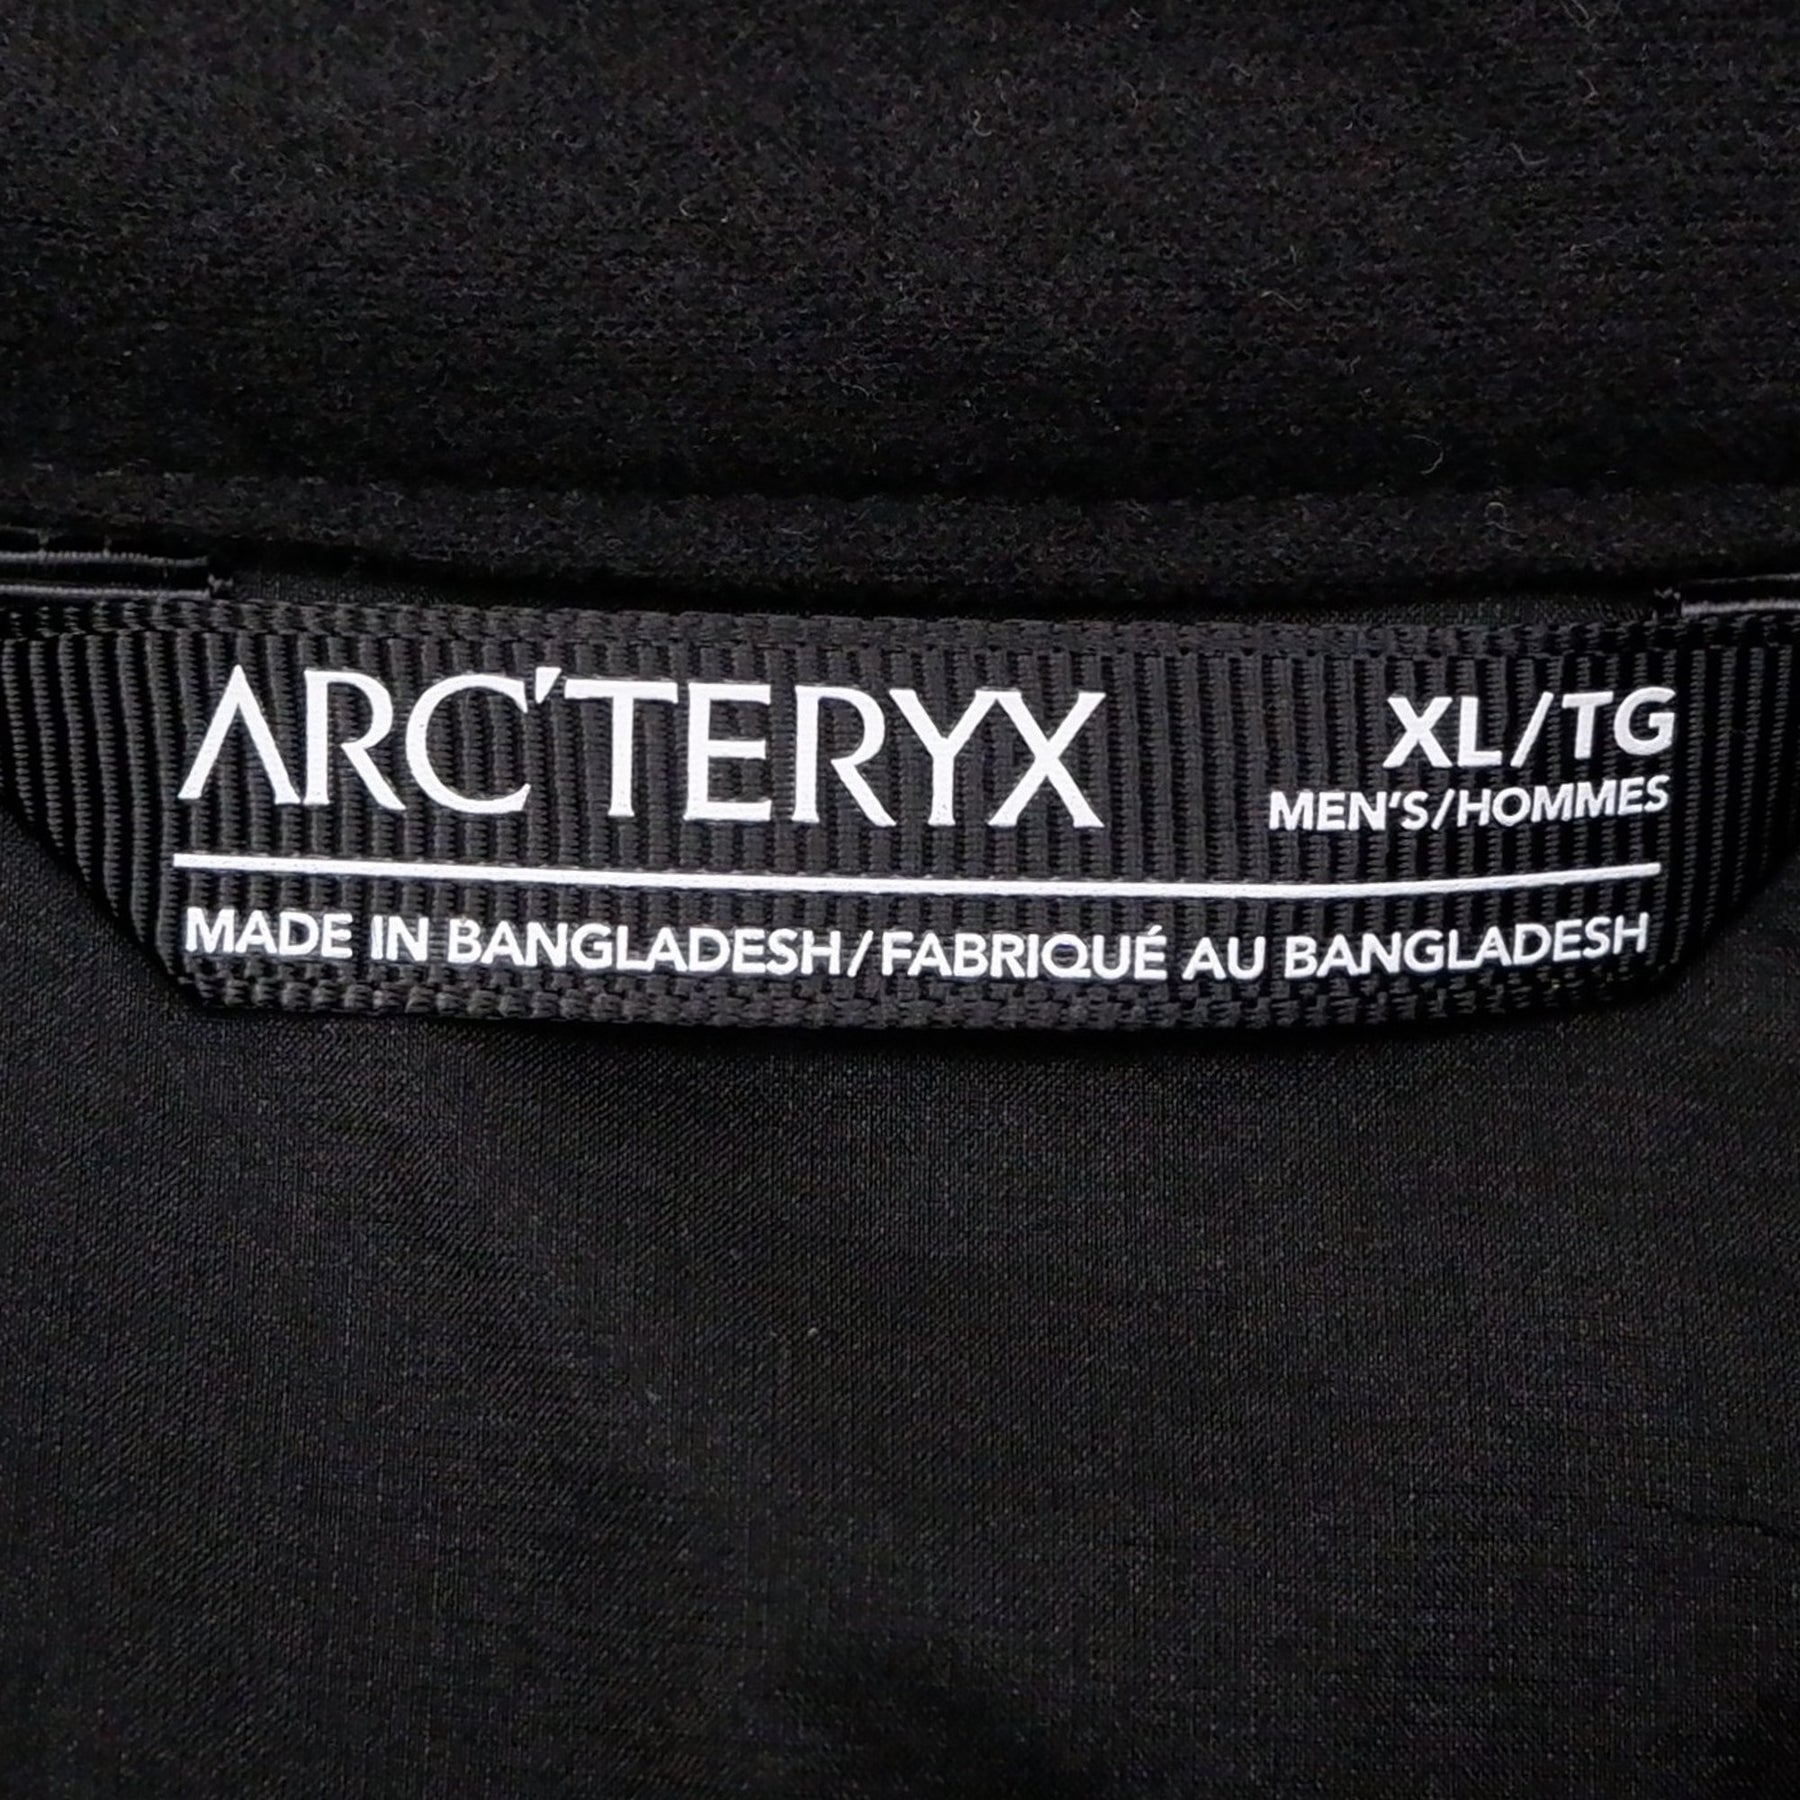 ARC'TERYX
XL/TG
MEN'S/HOMMES
MADE IN BANGLADESH/FABRIQUÉ AU BANGLADESH